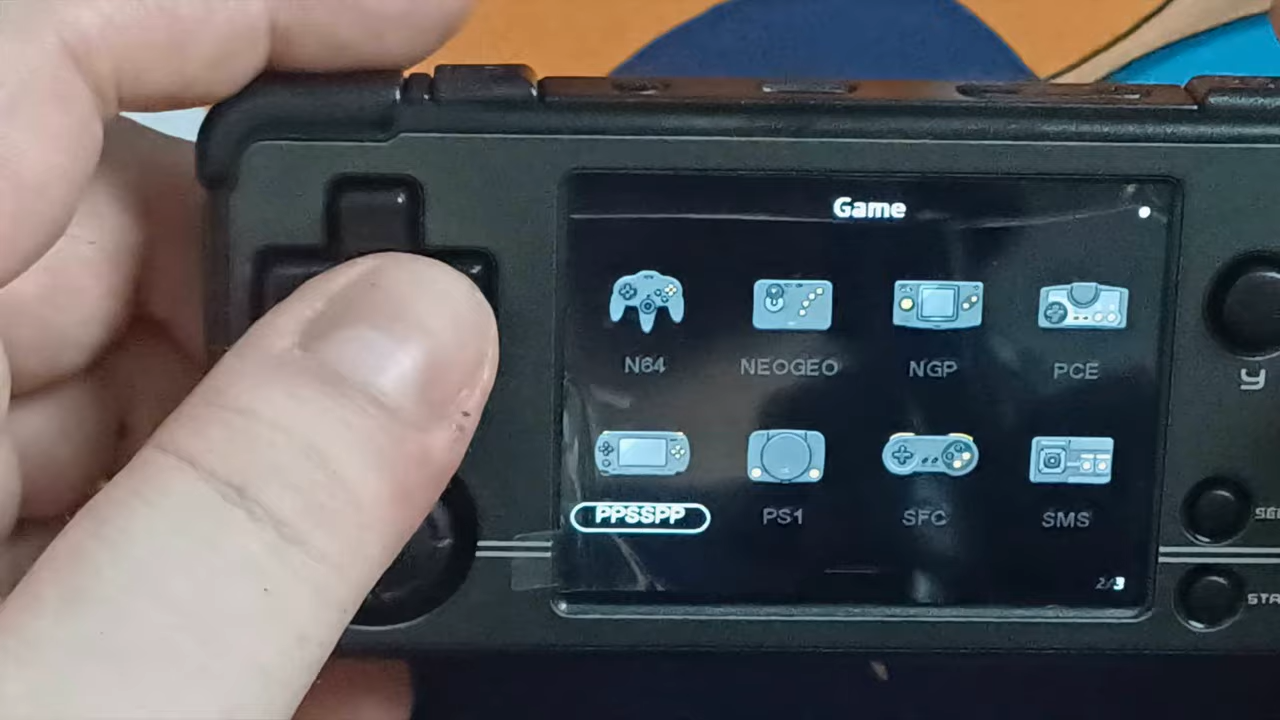 Game
N64 NEOGEO NGP PCE
y
PPSSPP PS1 SFC SMS
2/3